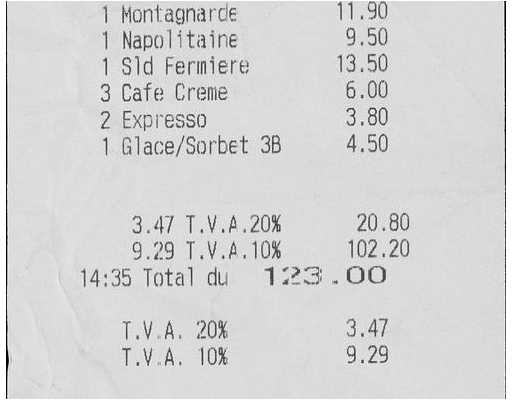 1 Montagnarde 11.90
1 Napolitaine 9.50
1 Sld Fermiere 13.50
3 Cafe Creme 6.00
2 Expresso 3.80
1 Glace/Sorbet 3B 4.50
3.47 T.V.A.20% 20.80
9.29 T.V.A.10% 102.20
14:35 Total du 123.00
T.V.A. 20% 3.47
T.V.A. 10% 9.29